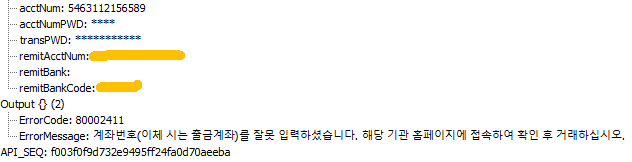 acctNum: 5463112156589
acctNumPWD: ****
transPWD: ***********
remitAcctNum:
remitBank:
remitBankCode:
Output {} (2)
ErrorCode: 80002411
ErrorMessage: 계좌번호(이체 시는 출금계좌)를 잘못 입력하셨습니다. 해당 기관 홈페이지에 접속하여 확인 후 거래하십시오.
API_SEQ: f003f0f9d732e9495ff24fa0d70aeeba